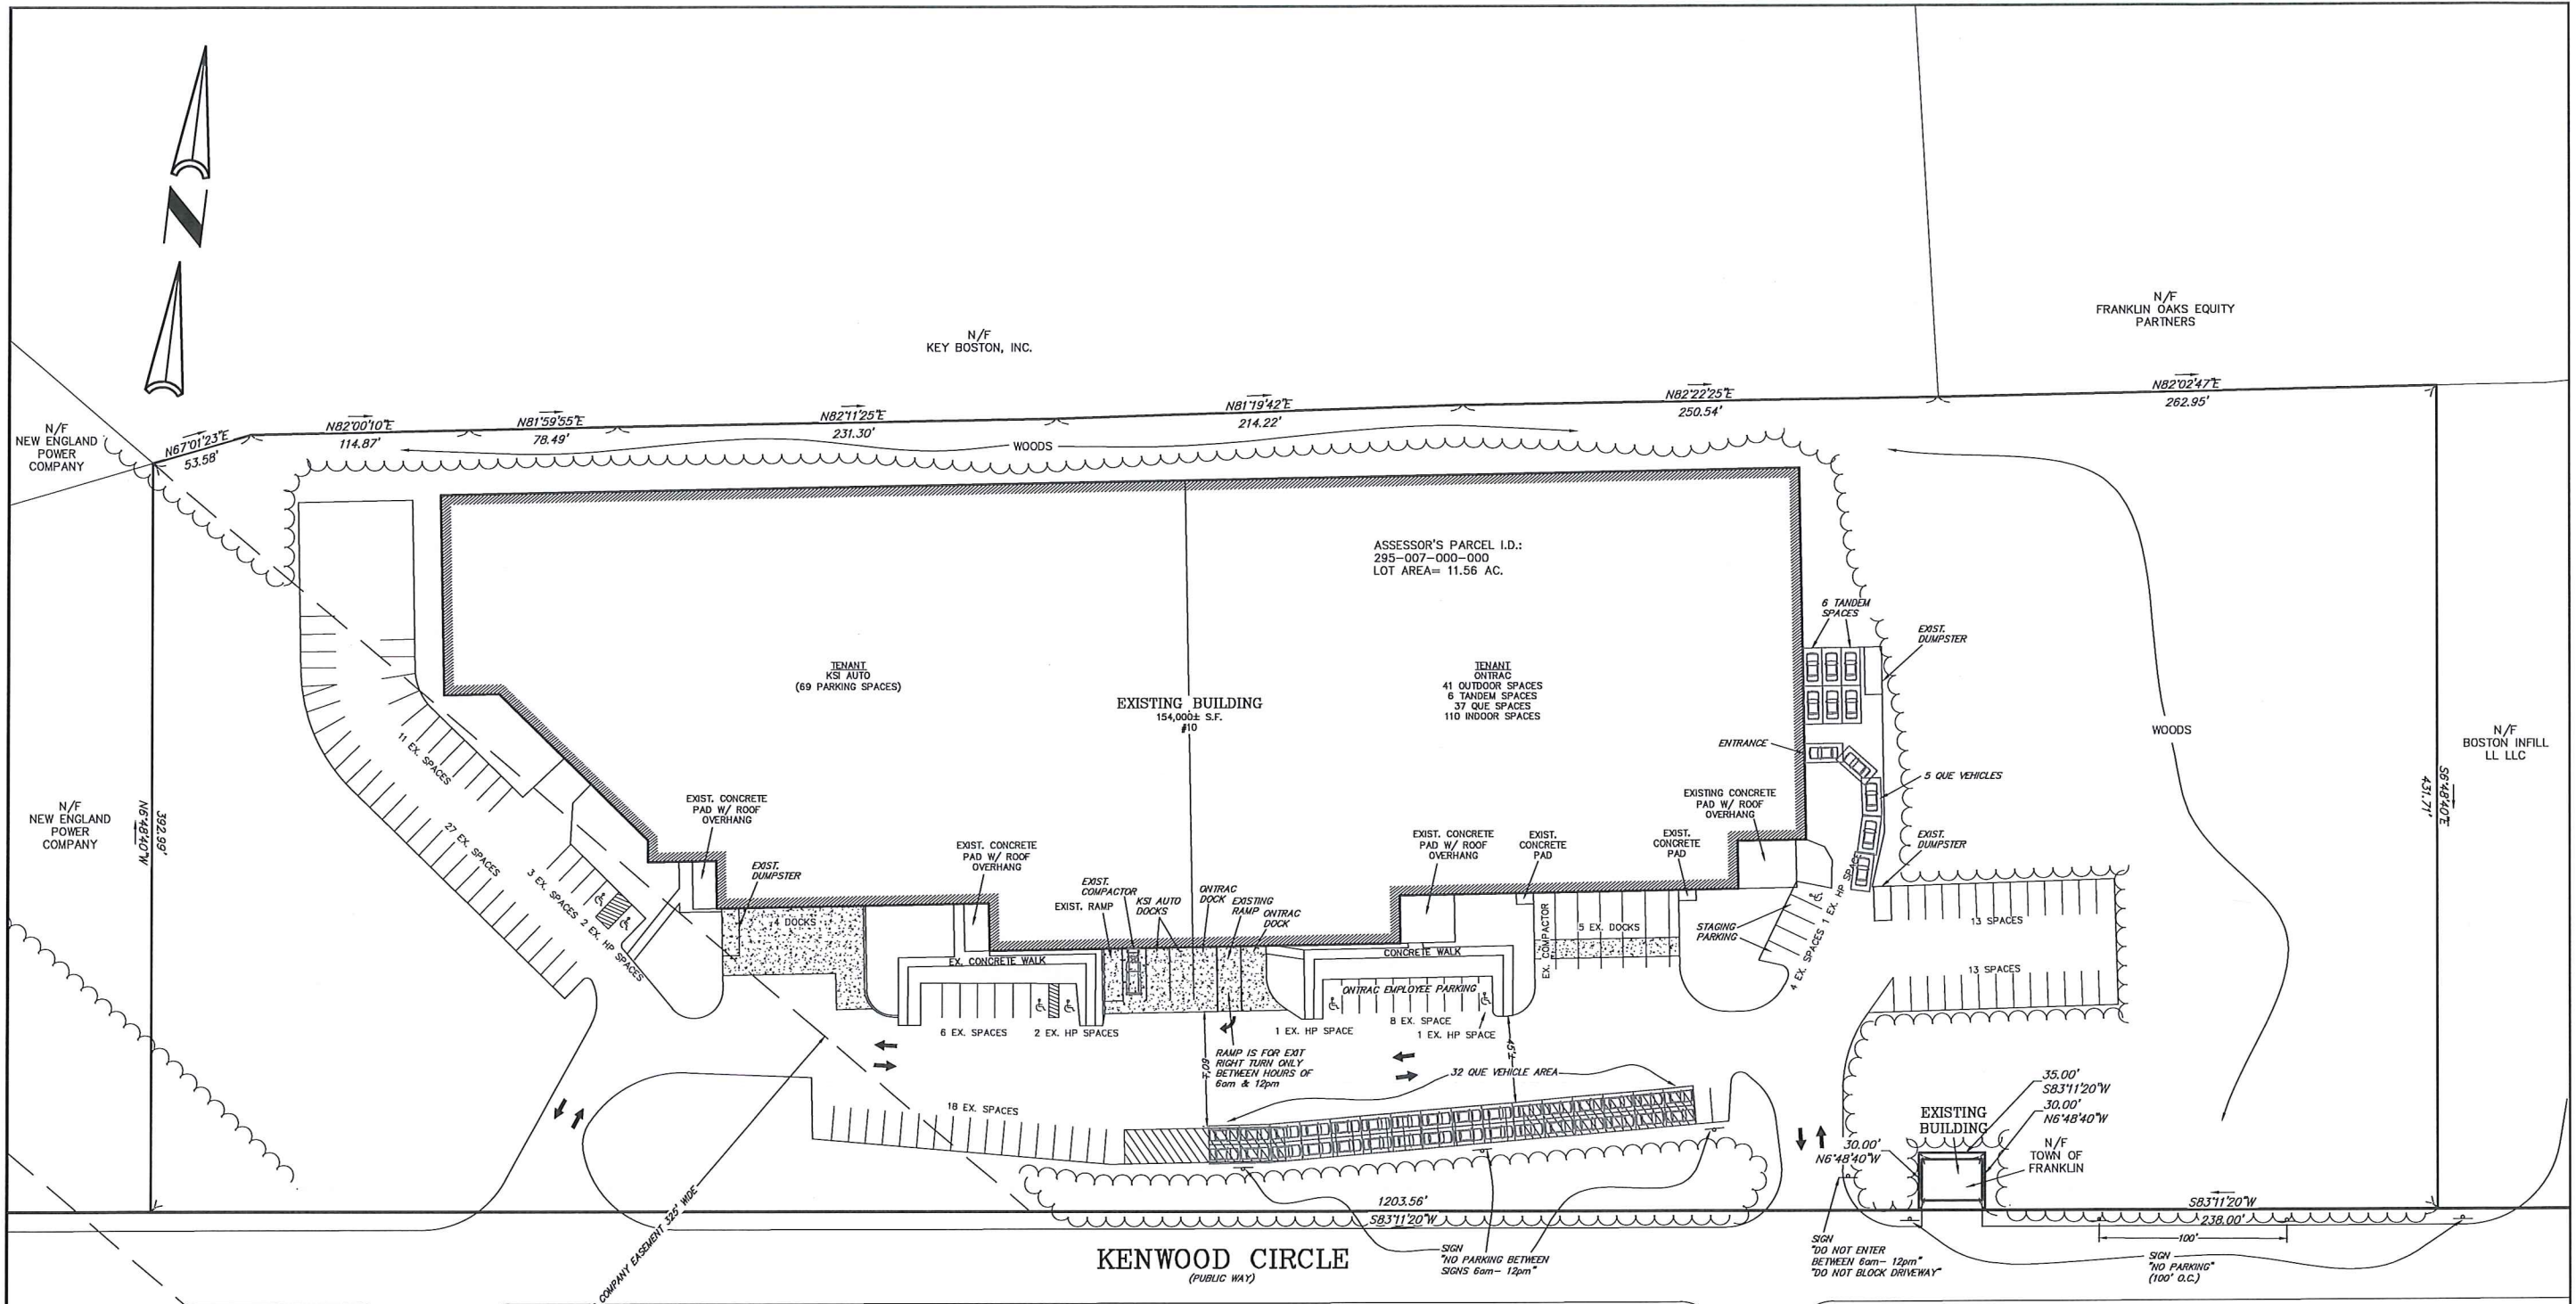 N
N/F
KEY BOSTON, INC.
N/F
FRANKLIN OAKS EQUITY
PARTNERS
N/F
NEW ENGLAND
POWER
COMPANY
N67°01'23"E
53.58'
N82°00'10"E
114.87'
N81°59'55"E
78.49'
N82°11'25"E
231.30'
N81°19'42"E
214.22'
N82°22'25"E
250.54'
N82°02'47"E
262.95'
WOODS
ASSESSOR'S PARCEL I.D.:
295-007-000-000
LOT AREA= 11.56 AC.
6 TANDEM
SPACES
EXIST.
DUMPSTER
TENANT
KSI AUTO
(69 PARKING SPACES)
EXISTING BUILDING
154,000± S.F.
#10
TENANT
ONTRAC
41 OUTDOOR SPACES
6 TANDEM SPACES
37 QUE SPACES
110 INDOOR SPACES
ENTRANCE
5 QUE VEHICLES
WOODS
N/F
BOSTON INFILL
LL LLC
S6°48'40"E
431.71'
N/F
NEW ENGLAND
POWER
COMPANY
N6°48'40"W
392.99'
11 EX. SPACES
27 EX. SPACES
3 EX. SPACES
2 EX. HP SPACES
EXIST. CONCRETE
PAD W/ ROOF
OVERHANG
EXIST.
DUMPSTER
4 DOCKS
EXIST. CONCRETE
PAD W/ ROOF
OVERHANG
EXIST.
COMPACTOR
EXIST. RAMP
KSI AUTO
DOCKS
ONTRAC
DOCK
EXISTING
RAMP
ONTRAC
DOCK
EXIST. CONCRETE
PAD W/ ROOF
OVERHANG
EXIST.
CONCRETE
PAD
EXIST.
CONCRETE
PAD
EXISTING CONCRETE
PAD W/ ROOF
OVERHANG
EXIST.
DUMPSTER
EX. CONCRETE WALK
CONCRETE WALK
EX. COMPACTOR
5 EX. DOCKS
STAGING
PARKING
4 EX. SPACES
1 EX. HP SPACE
13 SPACES
13 SPACES
ONTRAC EMPLOYEE PARKING
6 EX. SPACES
2 EX. HP SPACES
1 EX. HP SPACE
8 EX. SPACE
1 EX. HP SPACE
60'±
45'±
RAMP IS FOR EXIT
RIGHT TURN ONLY
BETWEEN HOURS OF
6am & 12pm
32 QUE VEHICLE AREA
18 EX. SPACES
35.00'
S83°11'20"W
30.00'
N6°48'40"W
EXISTING
BUILDING
N/F
TOWN OF
FRANKLIN
30.00'
N6°48'40"W
1203.56'
S83°11'20"W
S83°11'20"W
238.00'
100'
COMPANY EASEMENT 325' WIDE
KENWOOD CIRCLE
(PUBLIC WAY)
SIGN
"NO PARKING BETWEEN
SIGNS 6am- 12pm"
SIGN
"DO NOT ENTER
BETWEEN 6am- 12pm"
"DO NOT BLOCK DRIVEWAY"
SIGN
"NO PARKING"
(100' O.C.)